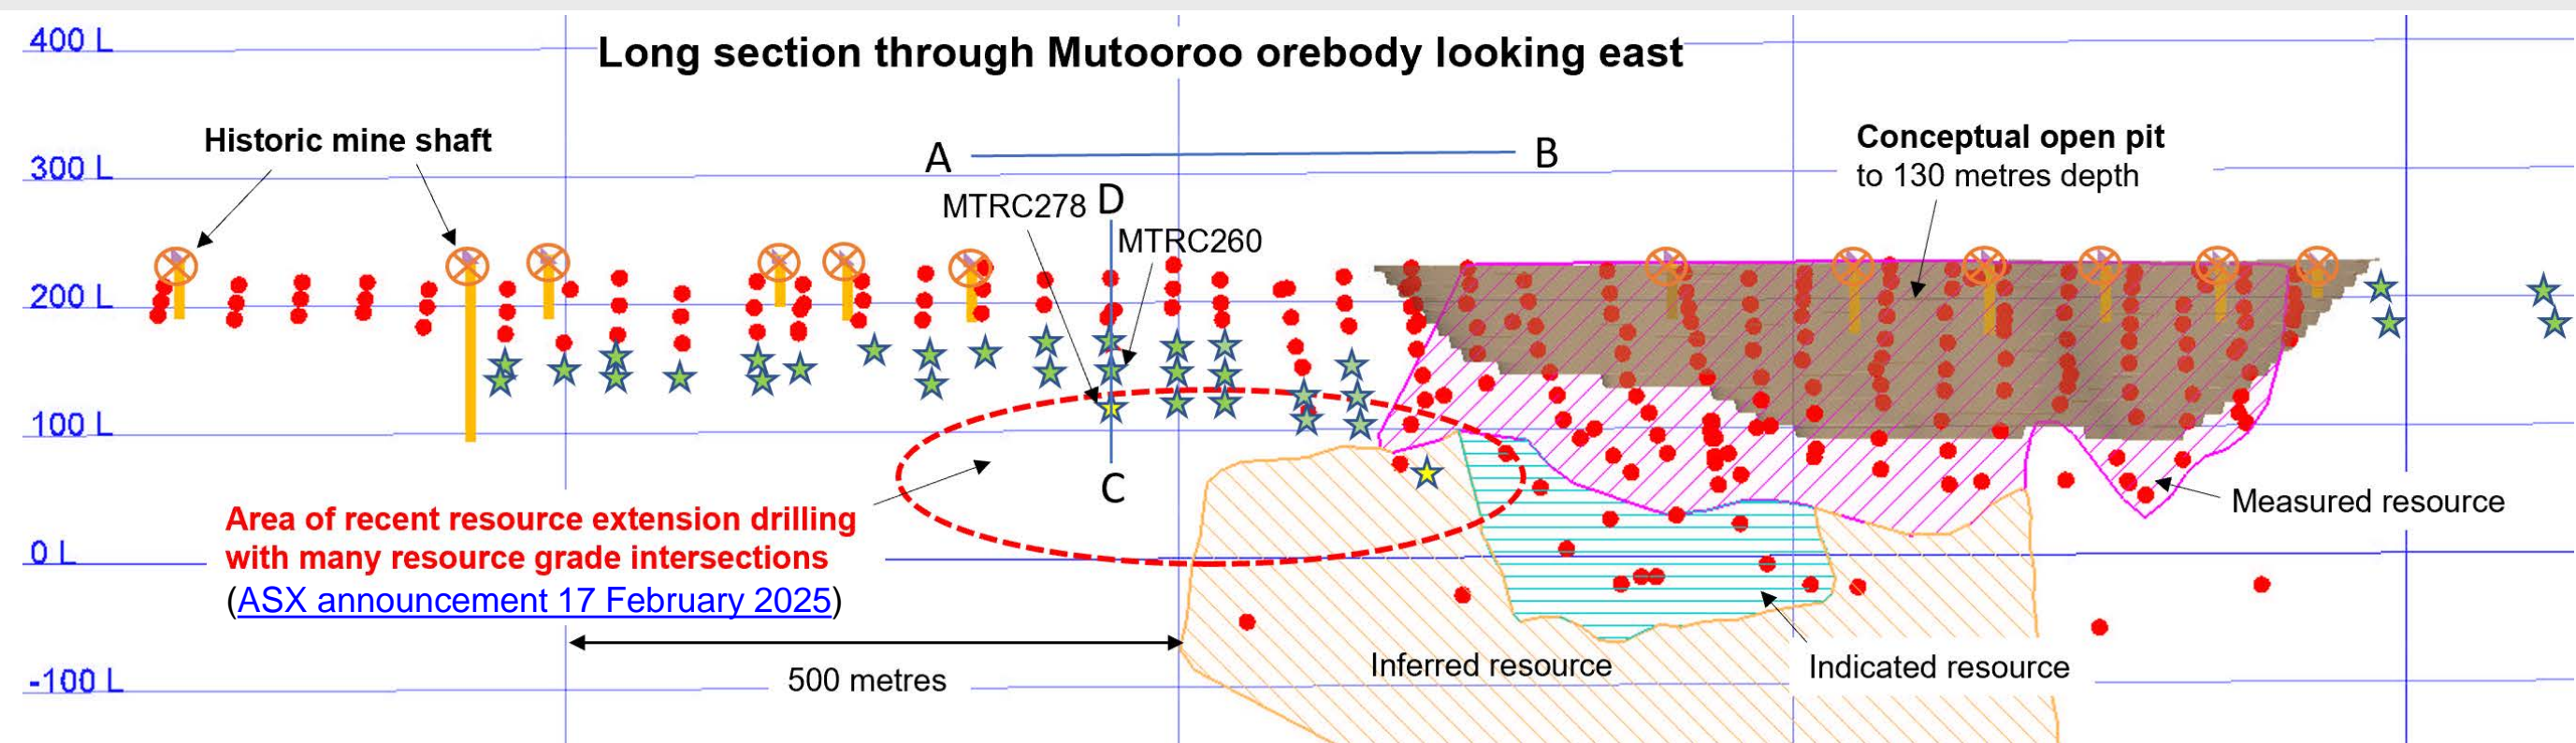 Long section through Mutooroo orebody looking east
400 L
300 L
200 L
100 L
0 L
-100 L
Historic mine shaft
A
B
MTRC278
D
MTRC260
C
Conceptual open pit
to 130 metres depth
Area of recent resource extension drilling
with many resource grade intersections
(ASX announcement 17 February 2025)
500 metres
Inferred resource
Indicated resource
Measured resource